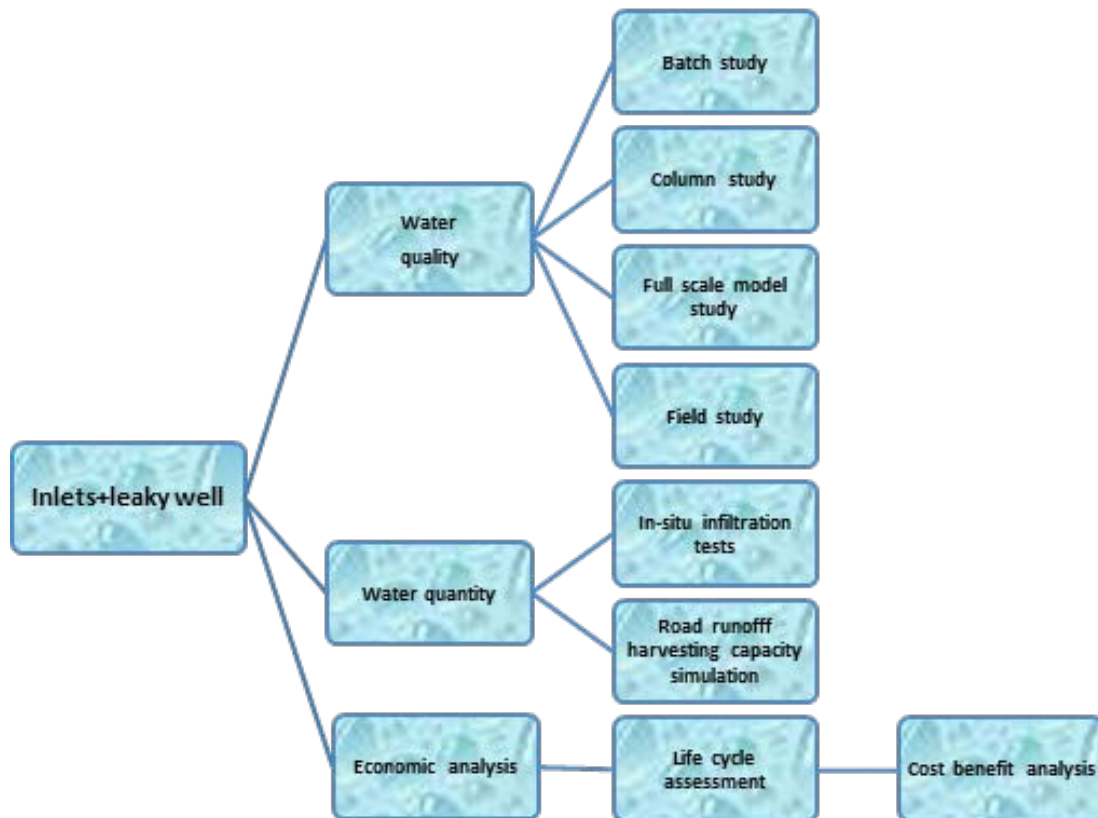 Batch study
Column study
Water
quality
Full scale model
study
Field study
Inlets+leaky well
In-situ infiltration
tests
Water quantity
Road runofff
harvesting capacity
simulation
Economic analysis
Life cycle
assessment
Cost benefit analysis